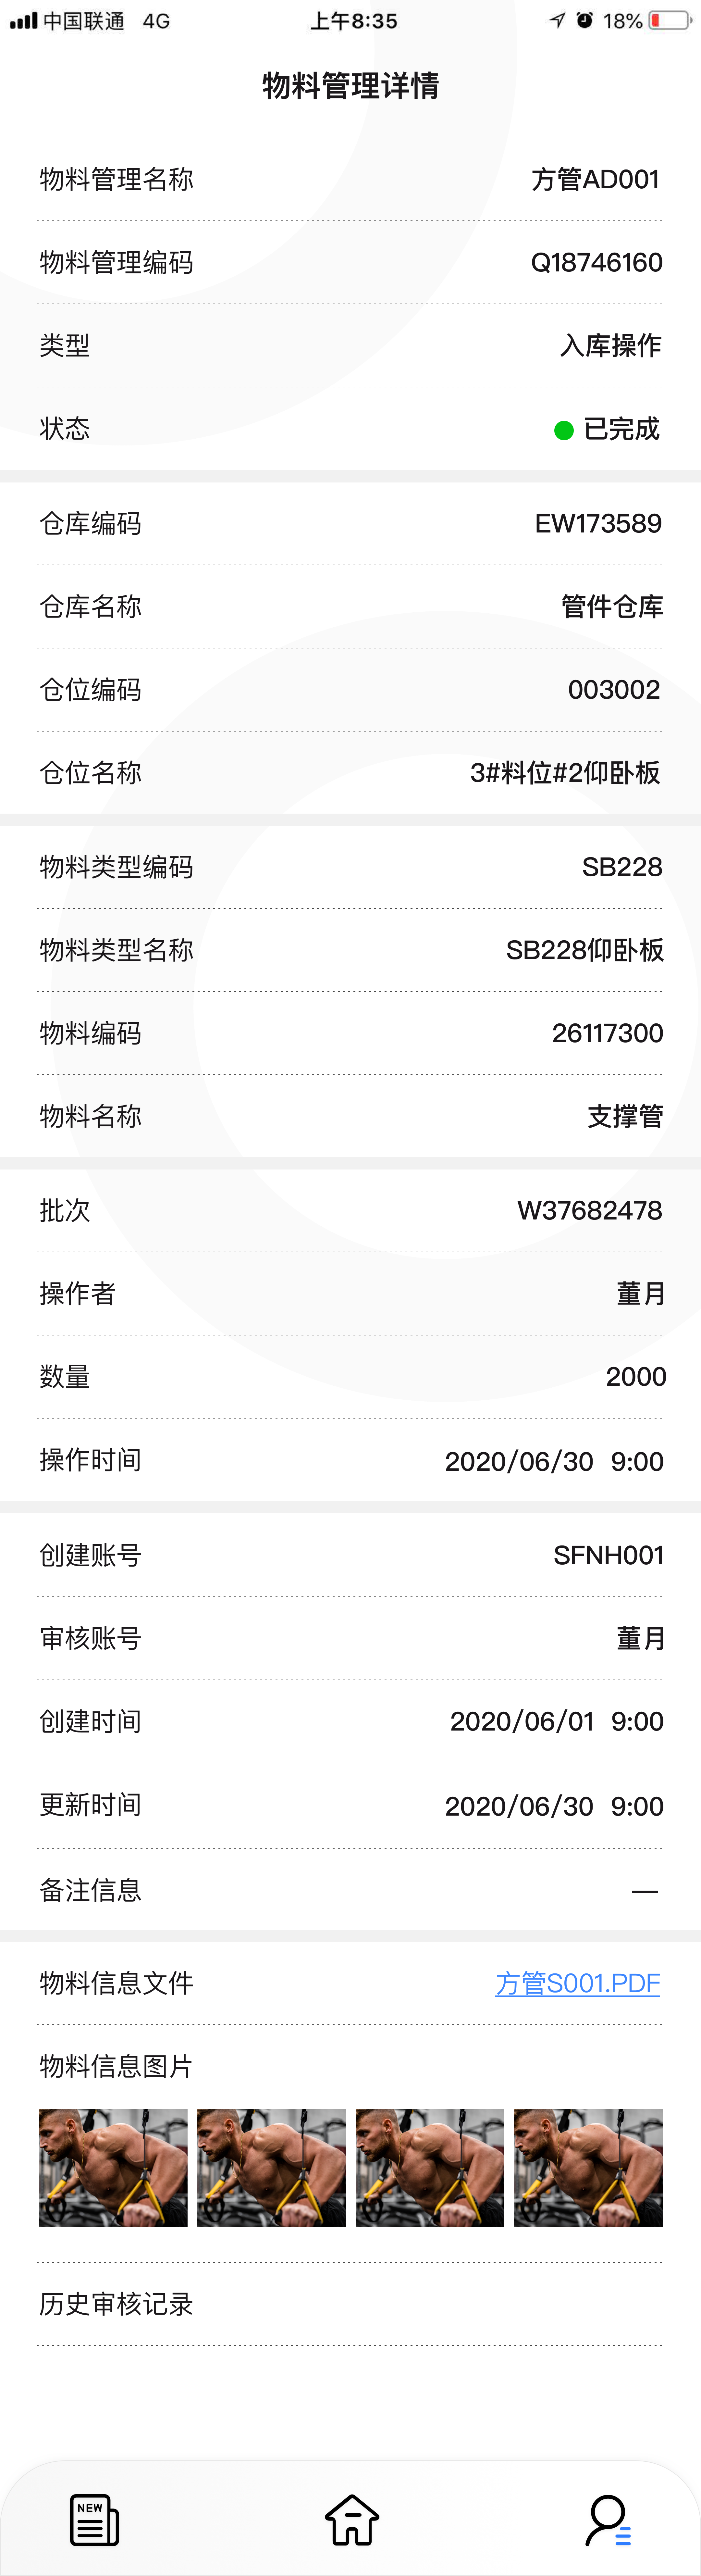 中国联通 4G 上午8:35 18%
物料管理详情
物料管理名称 方管AD001
物料管理编码 Q18746160
类型 入库操作
状态 已完成
仓库编码 EW173589
仓库名称 管件仓库
仓位编码 003002
仓位名称 3#料位#2仰卧板
物料类型编码 SB228
物料类型名称 SB228仰卧板
物料编码 26117300
物料名称 支撑管
批次 W37682478
操作者 董月
数量 2000
操作时间 2020/06/30 9:00
创建账号 SFNH001
审核账号 董月
创建时间 2020/06/01 9:00
更新时间 2020/06/30 9:00
备注信息 —
物料信息文件 方管S001.PDF
物料信息图片
历史审核记录
NEW